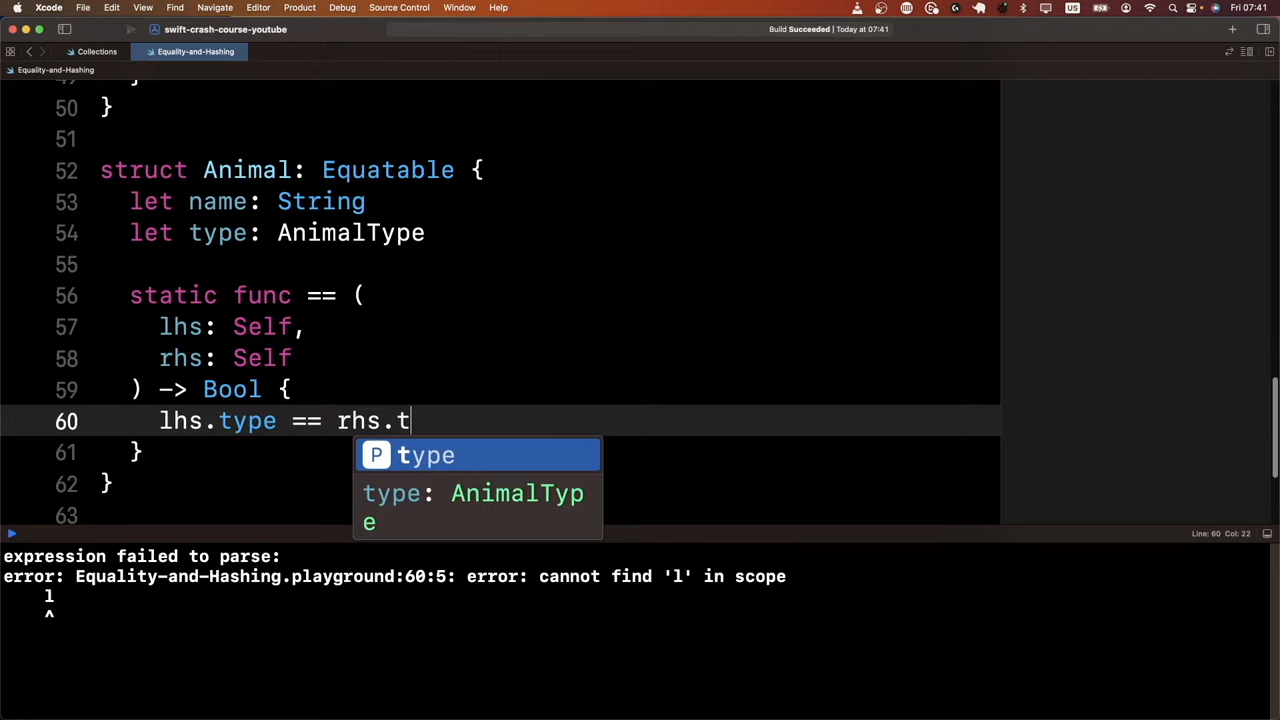 Xcode File Edit View Find Navigate Editor Product Debug Source Control Window Help US Fri 07:41
swift-crash-course-youtube Build Succeeded | Today at 07:41
Collections Equality-and-Hashing
Equality-and-Hashing
50 }
51
52 struct Animal: Equatable {
53 let name: String
54 let type: AnimalType
55
56 static func == (
57 lhs: Self,
58 rhs: Self
59 ) -> Bool {
60 lhs.type == rhs.t
61 }
P type
62 }
type: AnimalTyp
e
63
Line: 60 Col: 22
expression failed to parse:
error: Equality-and-Hashing.playground:60:5: error: cannot find 'l' in scope
l
^